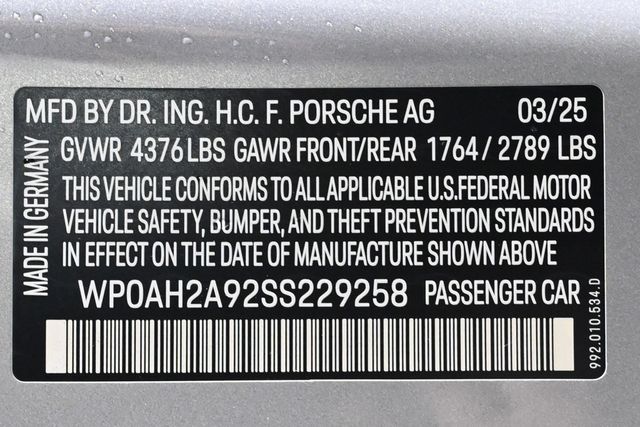 MFD BY DR. ING. H.C. F. PORSCHE AG 03/25
GVWR 4376 LBS GAWR FRONT/REAR 1764 / 2789 LBS
THIS VEHICLE CONFORMS TO ALL APPLICABLE U.S.FEDERAL MOTOR
VEHICLE SAFETY, BUMPER, AND THEFT PREVENTION STANDARDS
IN EFFECT ON THE DATE OF MANUFACTURE SHOWN ABOVE
WP0AH2A92SS229258 PASSENGER CAR
MADE IN GERMANY
992.010.534.D